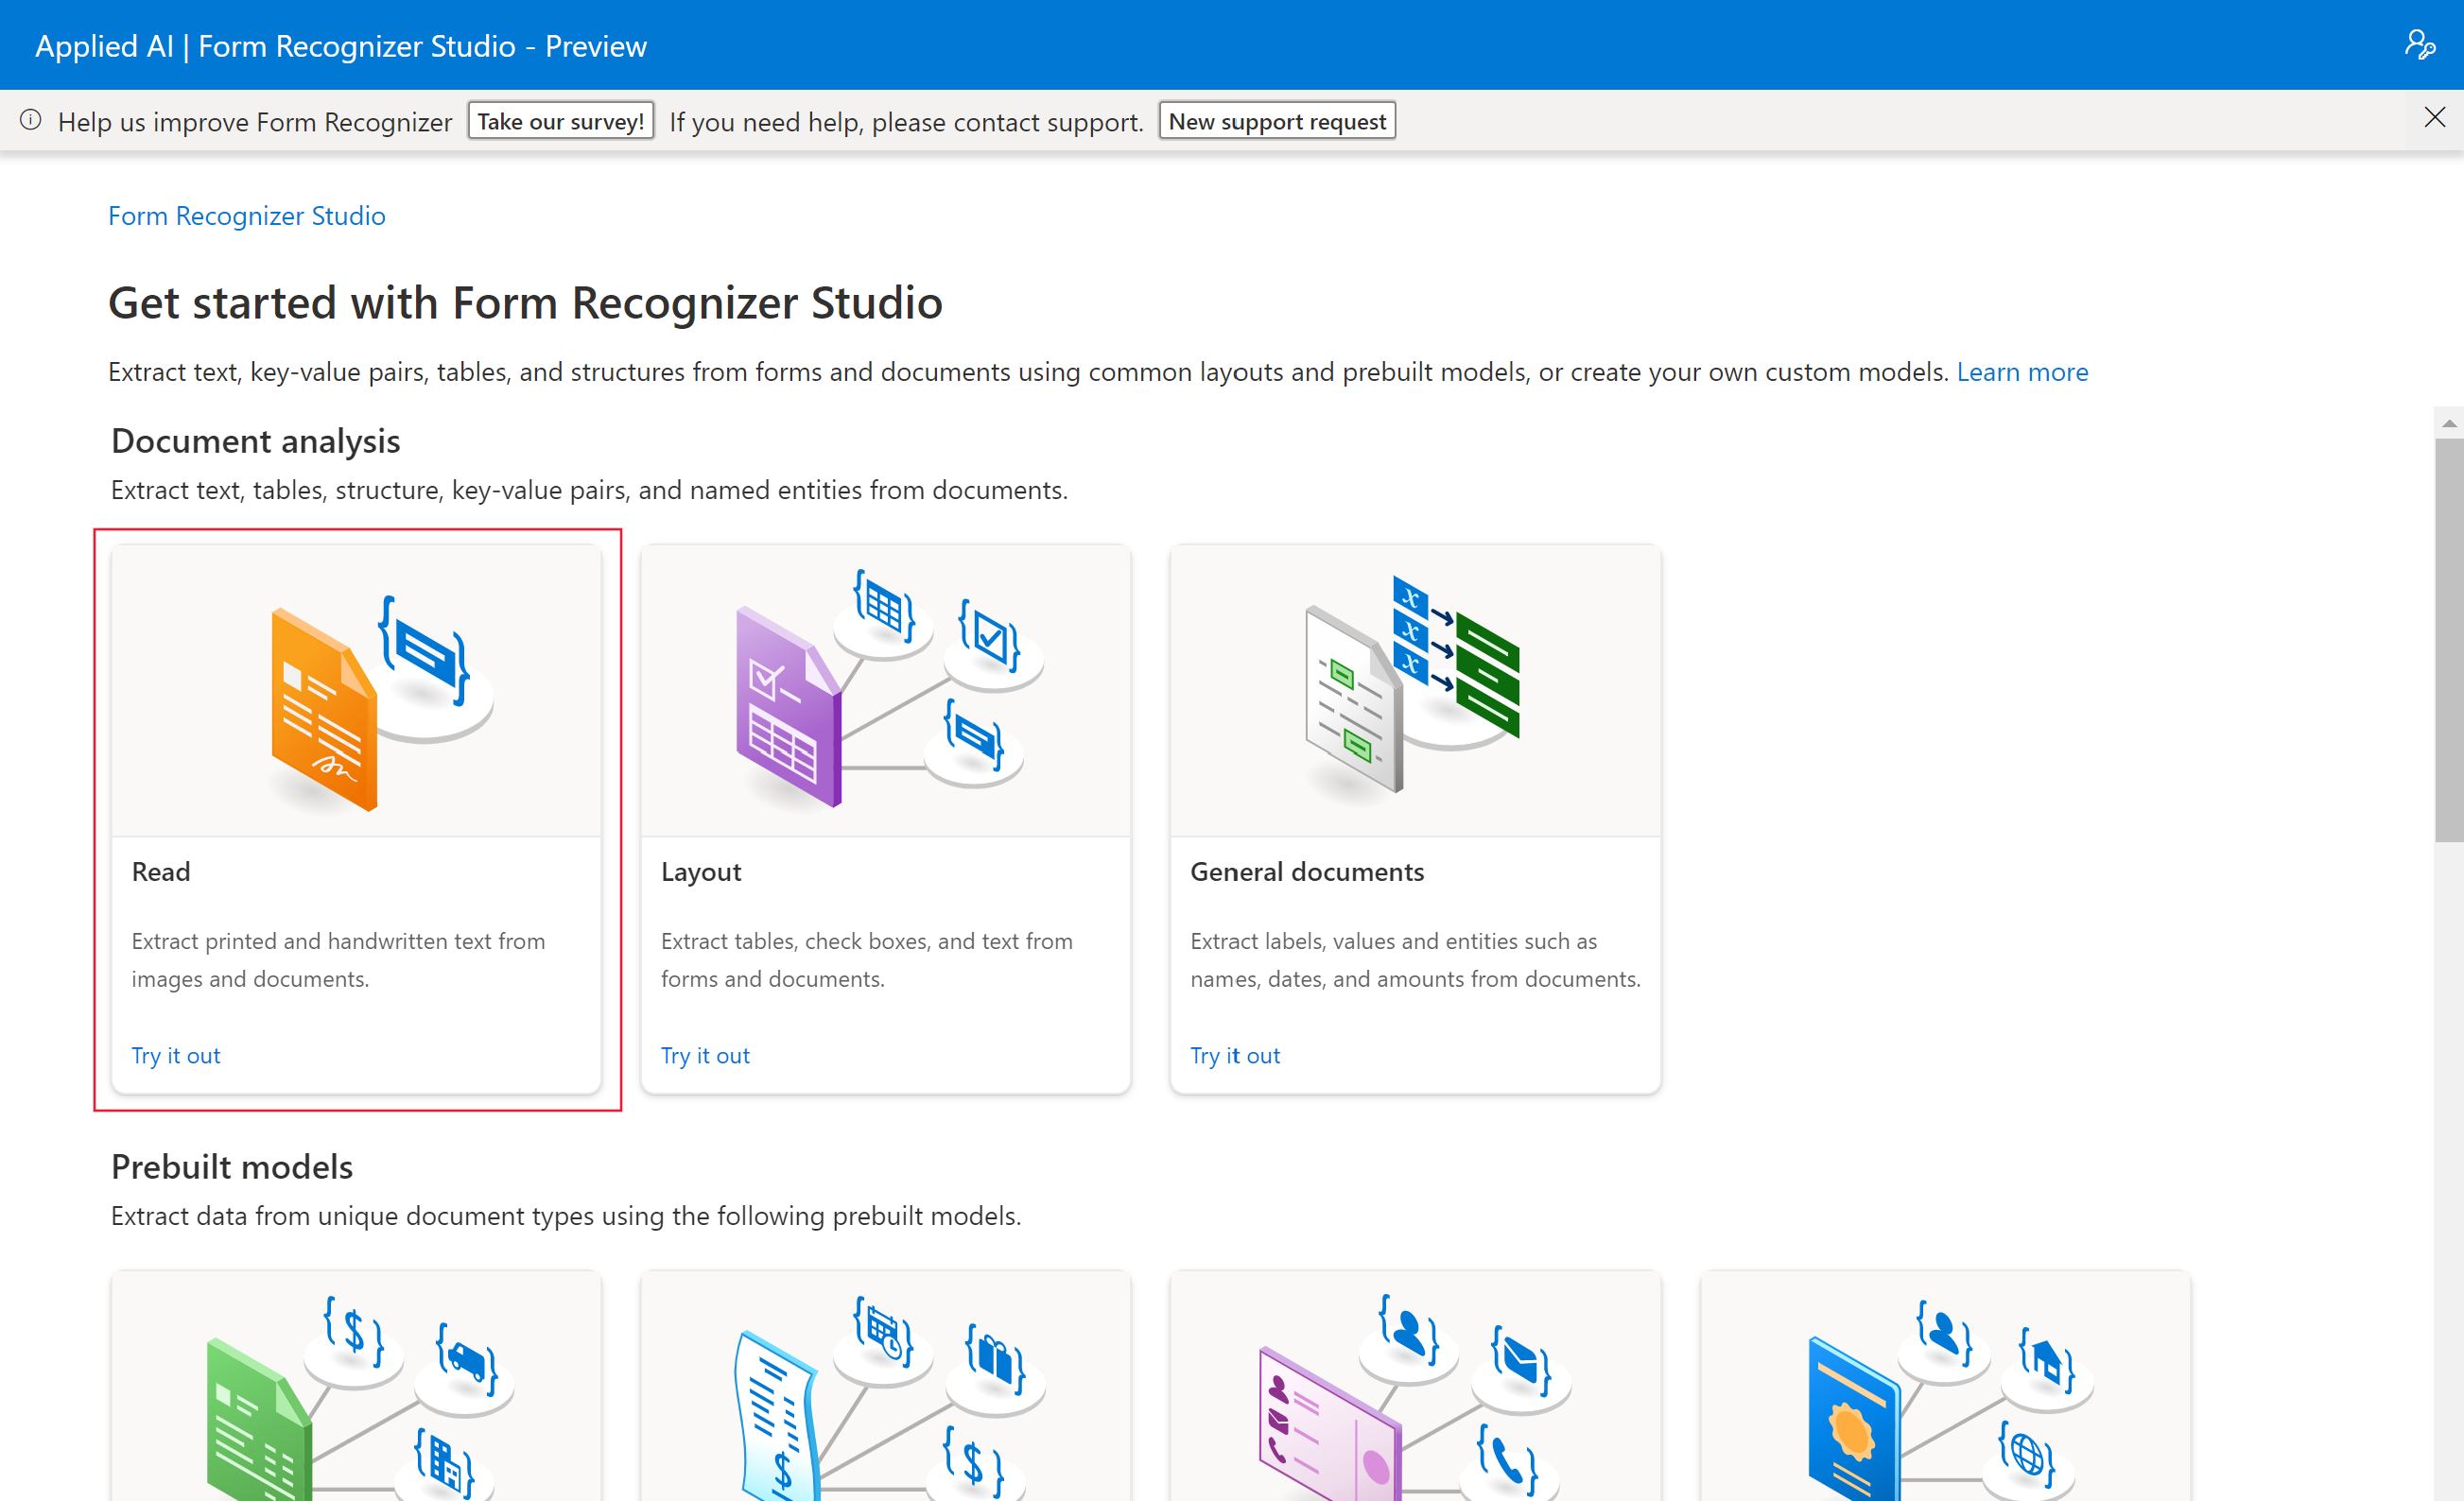 Applied AI | Form Recognizer Studio - Preview
Help us improve Form Recognizer Take our survey! If you need help, please contact support. New support request
Form Recognizer Studio
Get started with Form Recognizer Studio
Extract text, key-value pairs, tables, and structures from forms and documents using common layouts and prebuilt models, or create your own custom models. Learn more
Document analysis
Extract text, tables, structure, key-value pairs, and named entities from documents.
Read
Extract printed and handwritten text from
images and documents.
Try it out
Layout
Extract tables, check boxes, and text from
forms and documents.
Try it out
General documents
Extract labels, values and entities such as
names, dates, and amounts from documents.
Try it out
Prebuilt models
Extract data from unique document types using the following prebuilt models.